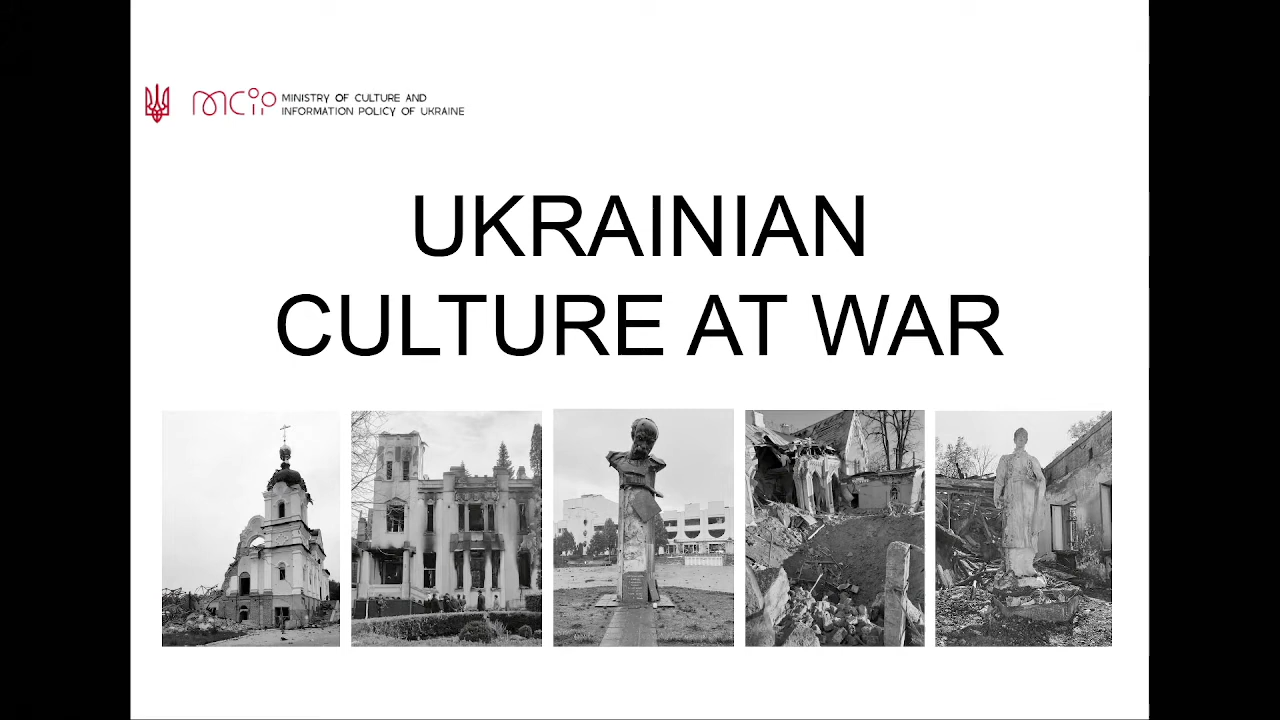 mcip MINISTRY OF CULTURE AND
INFORMATION POLICY OF UKRAINE
UKRAINIAN
CULTURE AT WAR